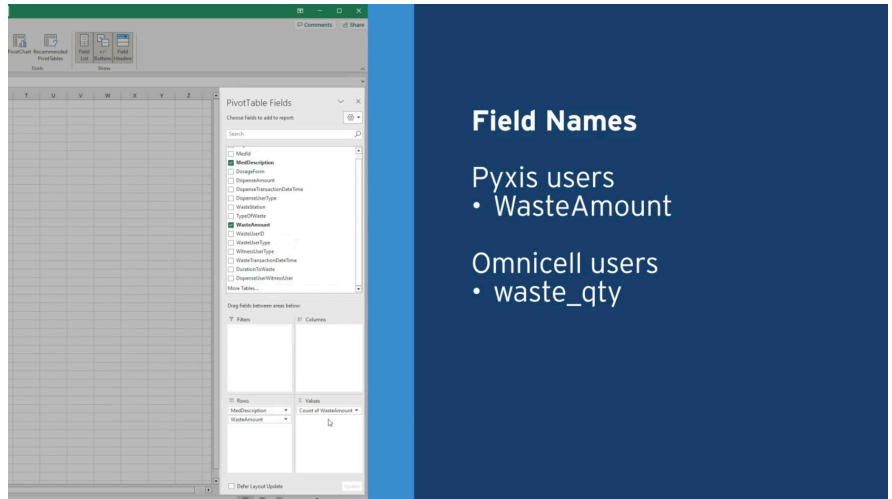 Comments Share
PivotChart Recommended PivotTables
Field List +/- Buttons Field Headers
Tools Show
T U V W X Y Z
PivotTable Fields
Choose fields to add to report:
Search
MedId
MedDescription
DosageForm
DispenseAmount
DispenseTransactionDateTime
DispenseUserType
WasteStation
TypeOfWaste
WasteAmount
WasteUserID
WasteUserType
WitnessUserType
WasteTransactionDateTime
DurationToWaste
DispenseUserWitnessUser
More Tables...
Drag fields between areas below:
Filters Columns
Rows Values
MedDescription Count of WasteAmount
WasteAmount
Defer Layout Update
Field Names
Pyxis users
• WasteAmount
Omnicell users
• waste_qty